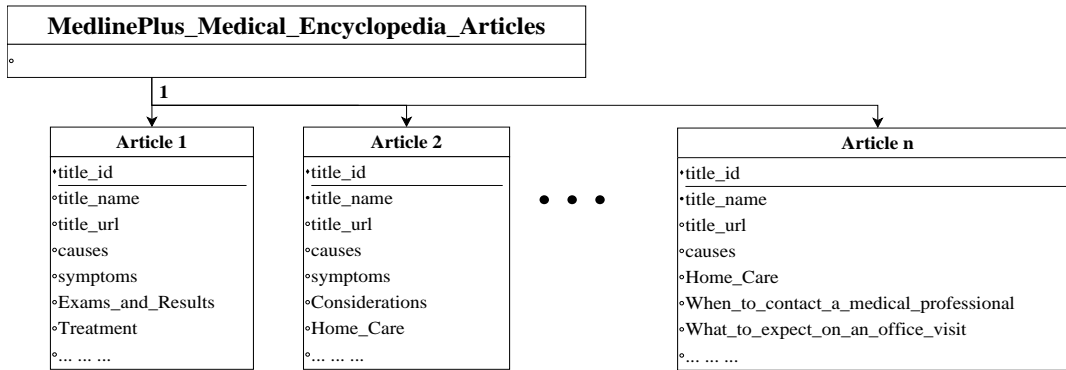 MedlinePlus_Medical_Encyclopedia_Articles
1
Article 1
title_id
title_name
title_url
causes
symptoms
Exams_and_Results
Treatment
... ... ...
Article 2
title_id
title_name
title_url
causes
symptoms
Considerations
Home_Care
... ... ...
• • •
Article n
title_id
title_name
title_url
causes
Home_Care
When_to_contact_a_medical_professional
What_to_expect_on_an_office_visit
... ... ...